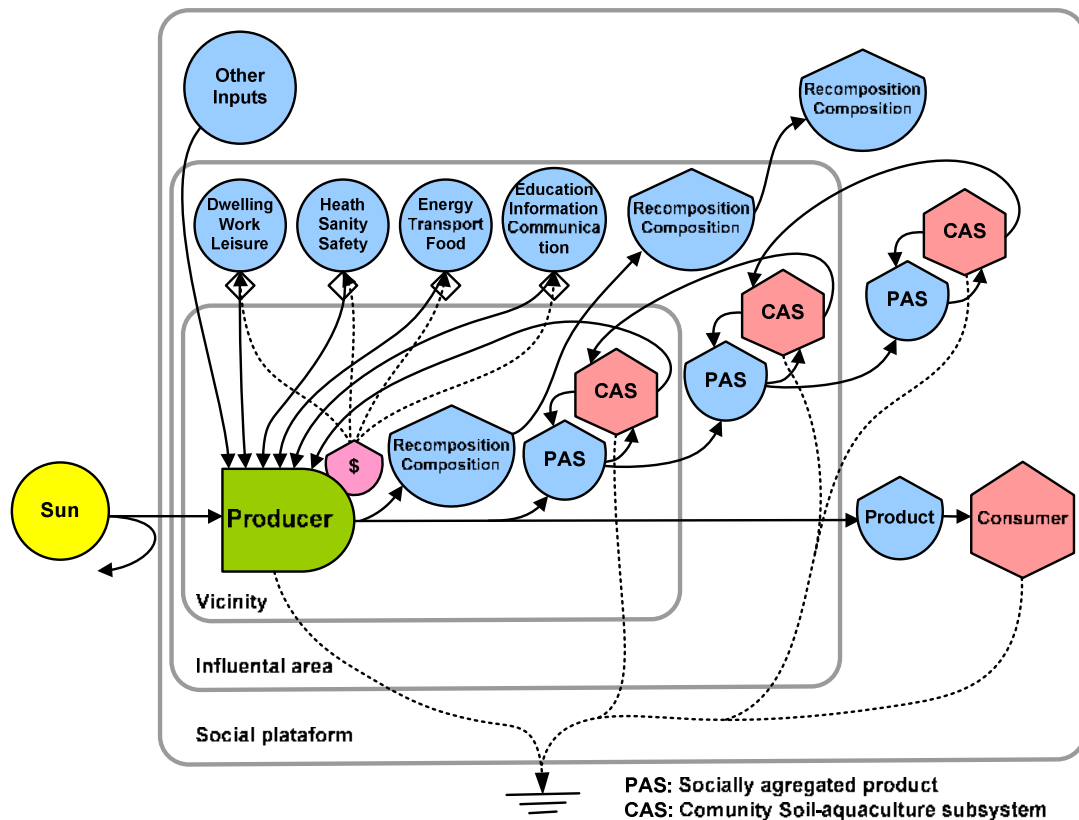 Other
Inputs
Recomposition
Composition
Dwelling
Work
Leisure
Heath
Sanity
Safety
Energy
Transport
Food
Education
Information
Communica
tion
Recomposition
Composition
CAS
PAS
CAS
PAS
CAS
PAS
Recomposition
Composition
$
Sun
Producer
Product
Consumer
Vicinity
Influental area
Social plataform
PAS: Socially agregated product
CAS: Comunity Soil-aquaculture subsystem